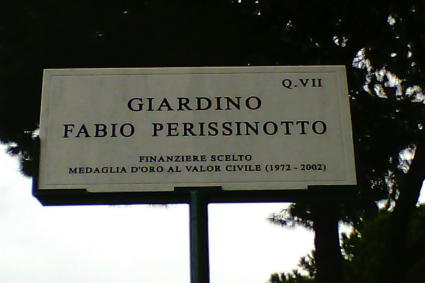 Q.VII
GIARDINO
FABIO PERISSINOTTO
FINANZIERE SCELTO
MEDAGLIA D'ORO AL VALOR CIVILE (1972 - 2002)